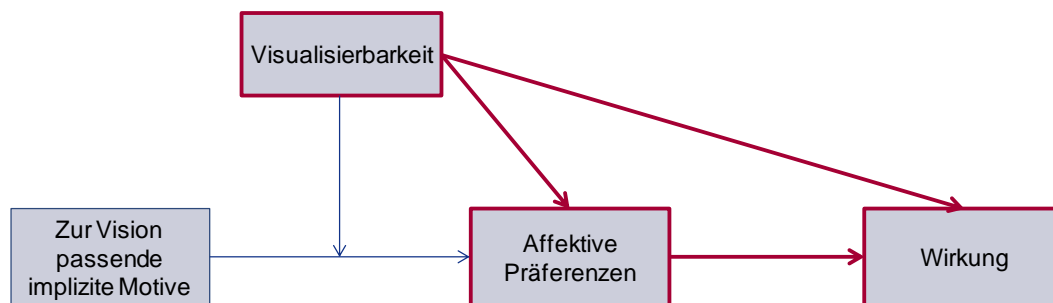 Visualisierbarkeit
Zur Vision
passende
implizite Motive
Affektive
Präferenzen
Wirkung